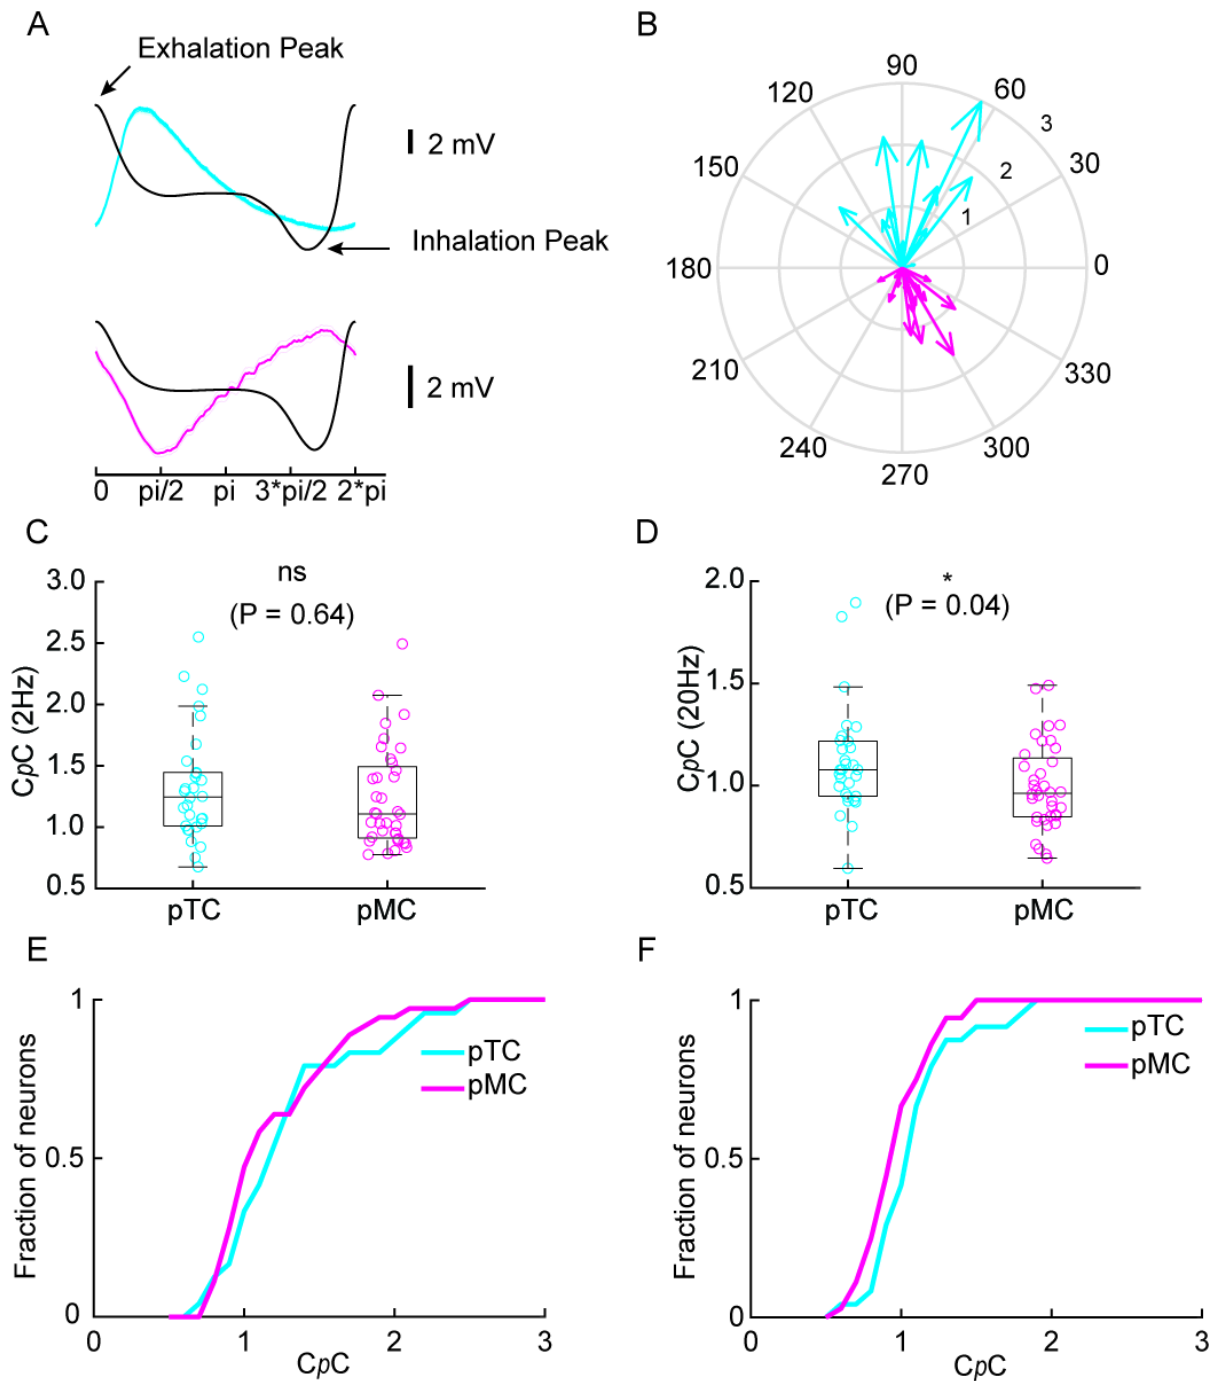 A
Exhalation Peak
2 mV
Inhalation Peak
2 mV
0 pi/2 pi 3*pi/2 2*pi
B
90
120 60
3
150 2 30
1
180 0
210 330
240 300
270
C
ns
(P = 0.64)
3.0
2.5
2.0
1.5
1.0
0.5
CpC (2Hz)
pTC pMC
D
*
(P = 0.04)
2.0
1.5
1.0
0.5
CpC (20Hz)
pTC pMC
E
1
0.5
0
Fraction of neurons
pTC
pMC
0 1 2 3
CpC
F
1
0.5
0
Fraction of neurons
pTC
pMC
0 1 2 3
CpC